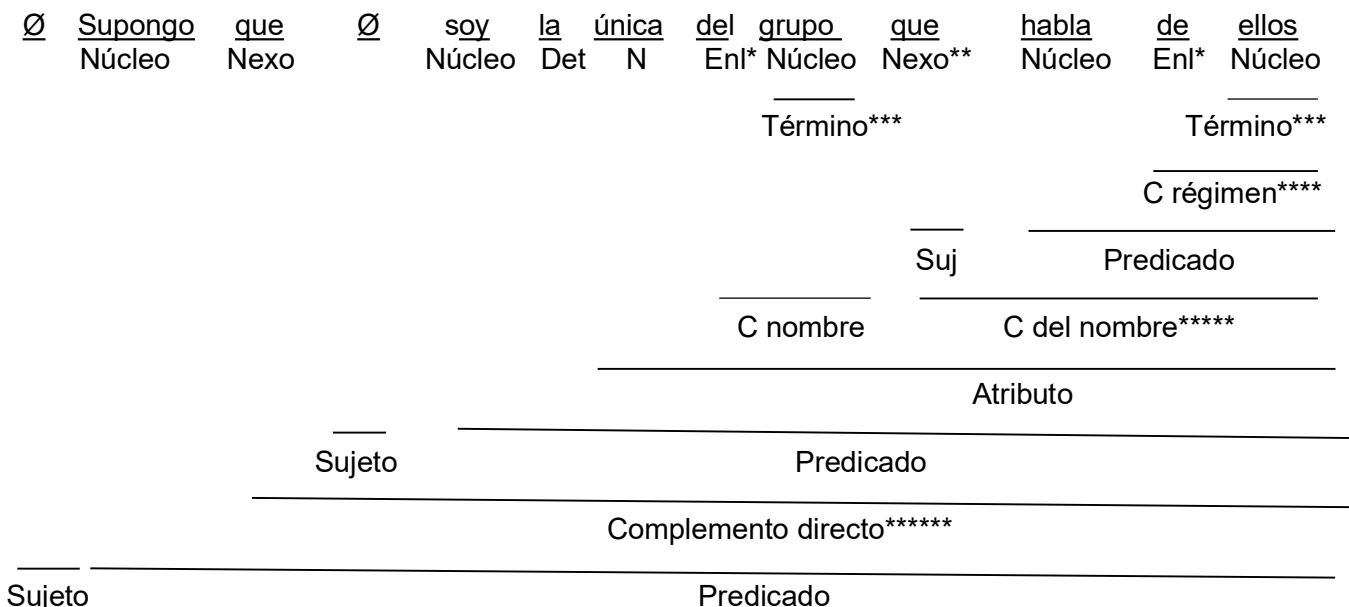 Ø Supongo que Ø soy la única del grupo que habla de ellos
Núcleo Nexo Núcleo Det N Enl* Núcleo Nexo** Núcleo Enl* Núcleo
Término*** Término***
C régimen****
Suj Predicado
C nombre C del nombre*****
Atributo
Sujeto Predicado
Complemento directo******
Sujeto Predicado